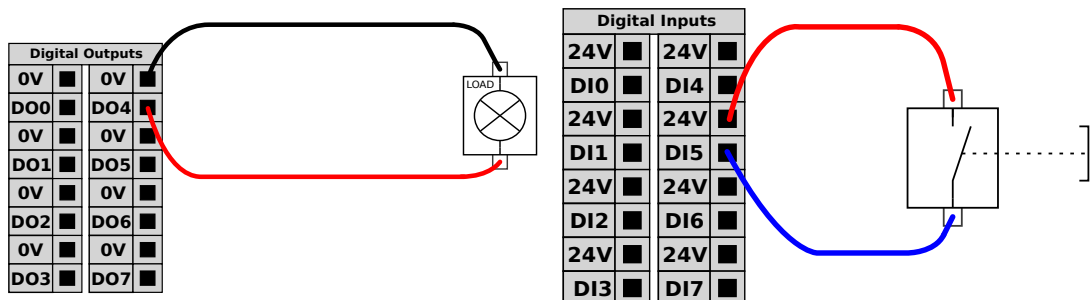 Digital Outputs
0V 0V
DO0 DO4
0V 0V
DO1 DO5
0V 0V
DO2 DO6
0V 0V
DO3 DO7
LOAD
Digital Inputs
24V 24V
DI0 DI4
24V 24V
DI1 DI5
24V 24V
DI2 DI6
24V 24V
DI3 DI7